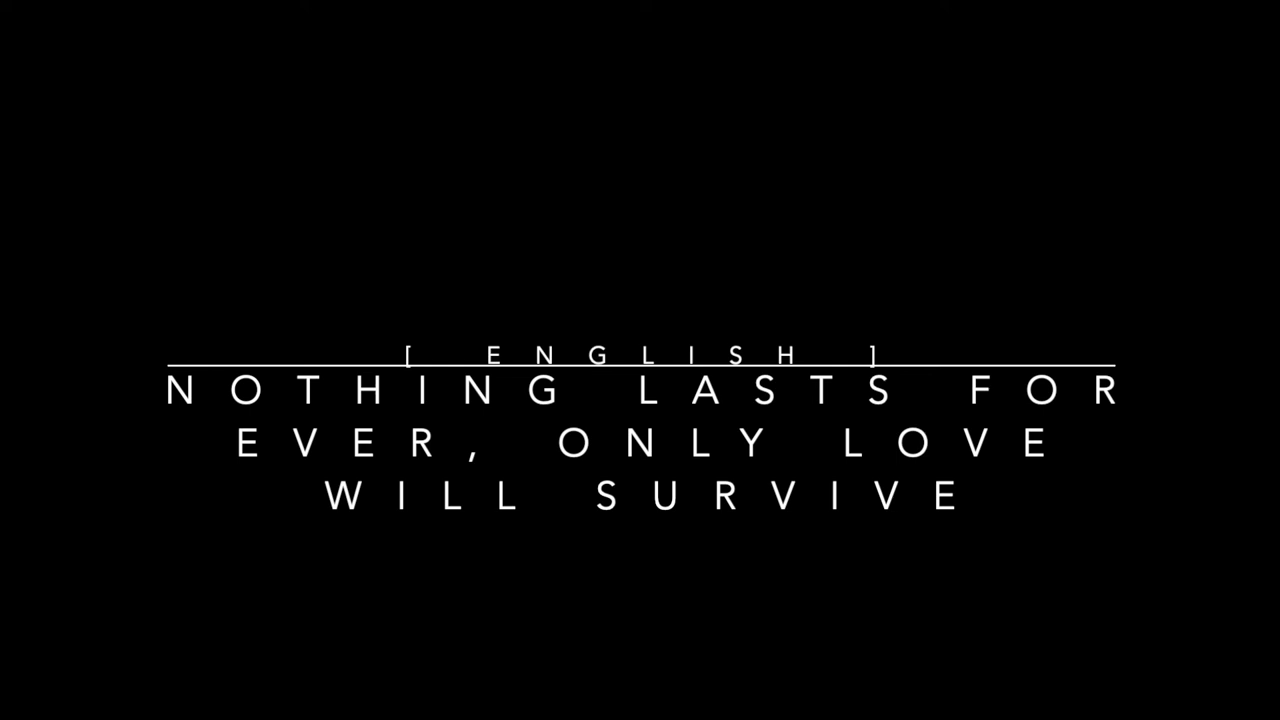 [ ENGLISH ]
NOTHING LASTS FOR
EVER, ONLY LOVE
WILL SURVIVE